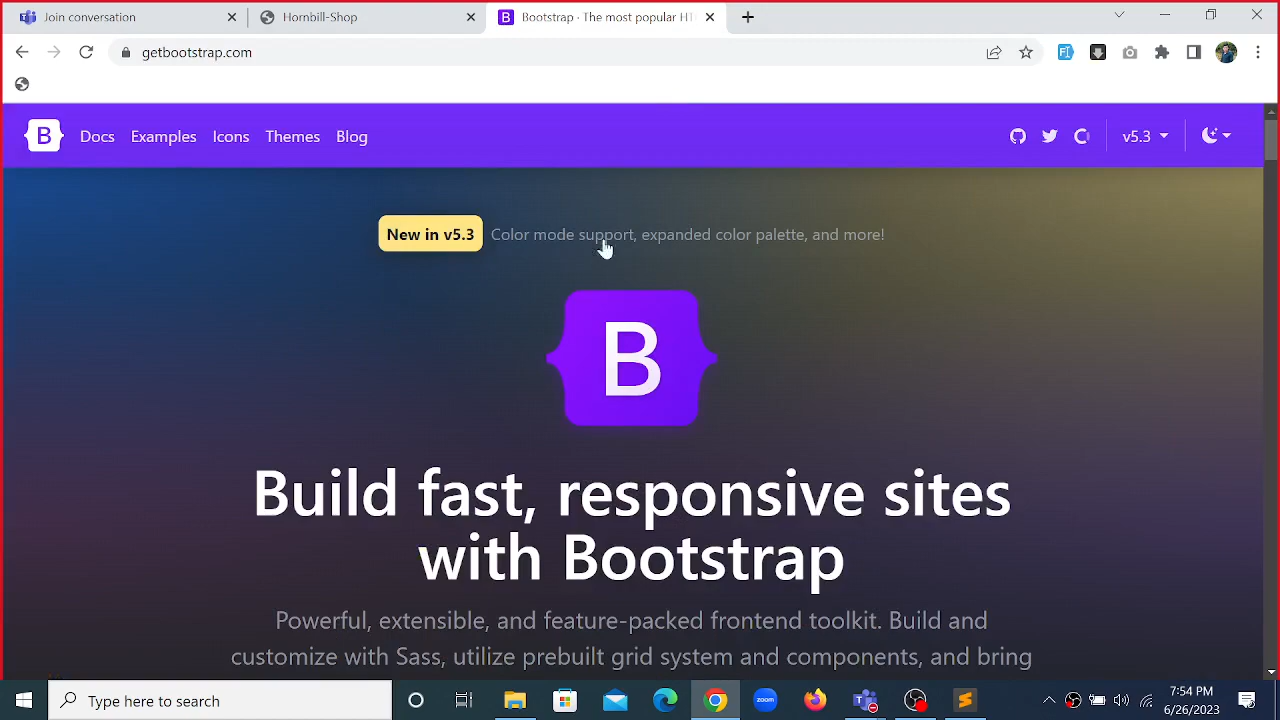 Join conversation
Hornbill-Shop
Bootstrap · The most popular HT
getbootstrap.com
B
Docs
Examples
Icons
Themes
Blog
v5.3
New in v5.3 Color mode support, expanded color palette, and more!
B
Build fast, responsive sites
with Bootstrap
Powerful, extensible, and feature-packed frontend toolkit. Build and
customize with Sass, utilize prebuilt grid system and components, and bring
Type here to search
zoom
7:54 PM
6/26/2023